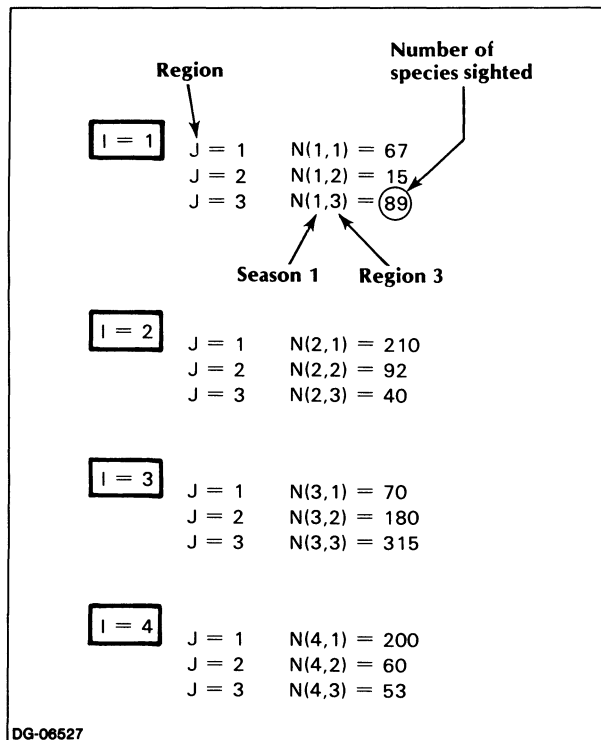 Number of
species sighted
Region
I = 1
J = 1 N(1,1) = 67
J = 2 N(1,2) = 15
J = 3 N(1,3) = 89
Season 1 Region 3
I = 2
J = 1 N(2,1) = 210
J = 2 N(2,2) = 92
J = 3 N(2,3) = 40
I = 3
J = 1 N(3,1) = 70
J = 2 N(3,2) = 180
J = 3 N(3,3) = 315
I = 4
J = 1 N(4,1) = 200
J = 2 N(4,2) = 60
J = 3 N(4,3) = 53
DG-06527